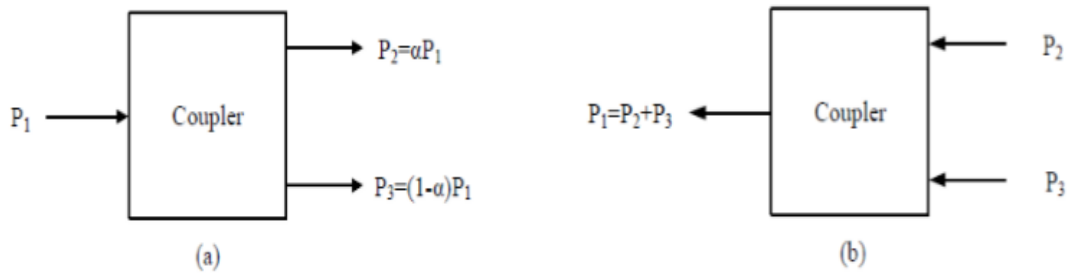 P₂=αP₁
P₁
Coupler
P₃=(1-α)P₁
(a)
P₂
P₁=P₂+P₃
Coupler
P₃
(b)